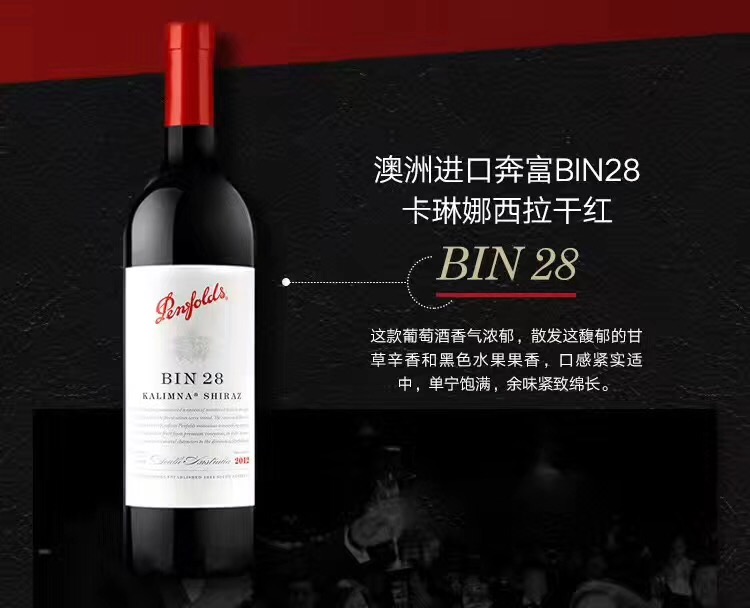 澳洲进口奔富BIN28
卡琳娜西拉干红
BIN 28
这款葡萄酒香气浓郁，散发这馥郁的甘
草辛香和黑色水果果香，口感紧实适
中，单宁饱满，余味紧致绵长。
Penfolds
BIN 28
KALIMNA® SHIRAZ
South Australia 2012